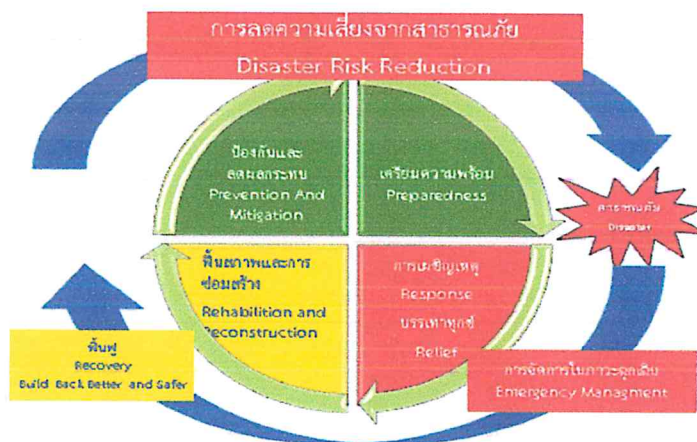 การลดความเสี่ยงจากสาธารณภัย
Disaster Risk Reduction
ป้องกันและ
ลดผลกระทบ
Prevention And
Mitigation
เตรียมความพร้อม
Preparedness
สาธารณภัย
Disaster
ฟื้นสภาพและการ
ซ่อมสร้าง
Rehabilition and
Reconstruction
การเผชิญเหตุ
Response
บรรเทาทุกข์
Relief
ฟื้นฟู
Recovery
Build Back Better and Safer
การจัดการในภาวะฉุกเฉิน
Emergency Managment